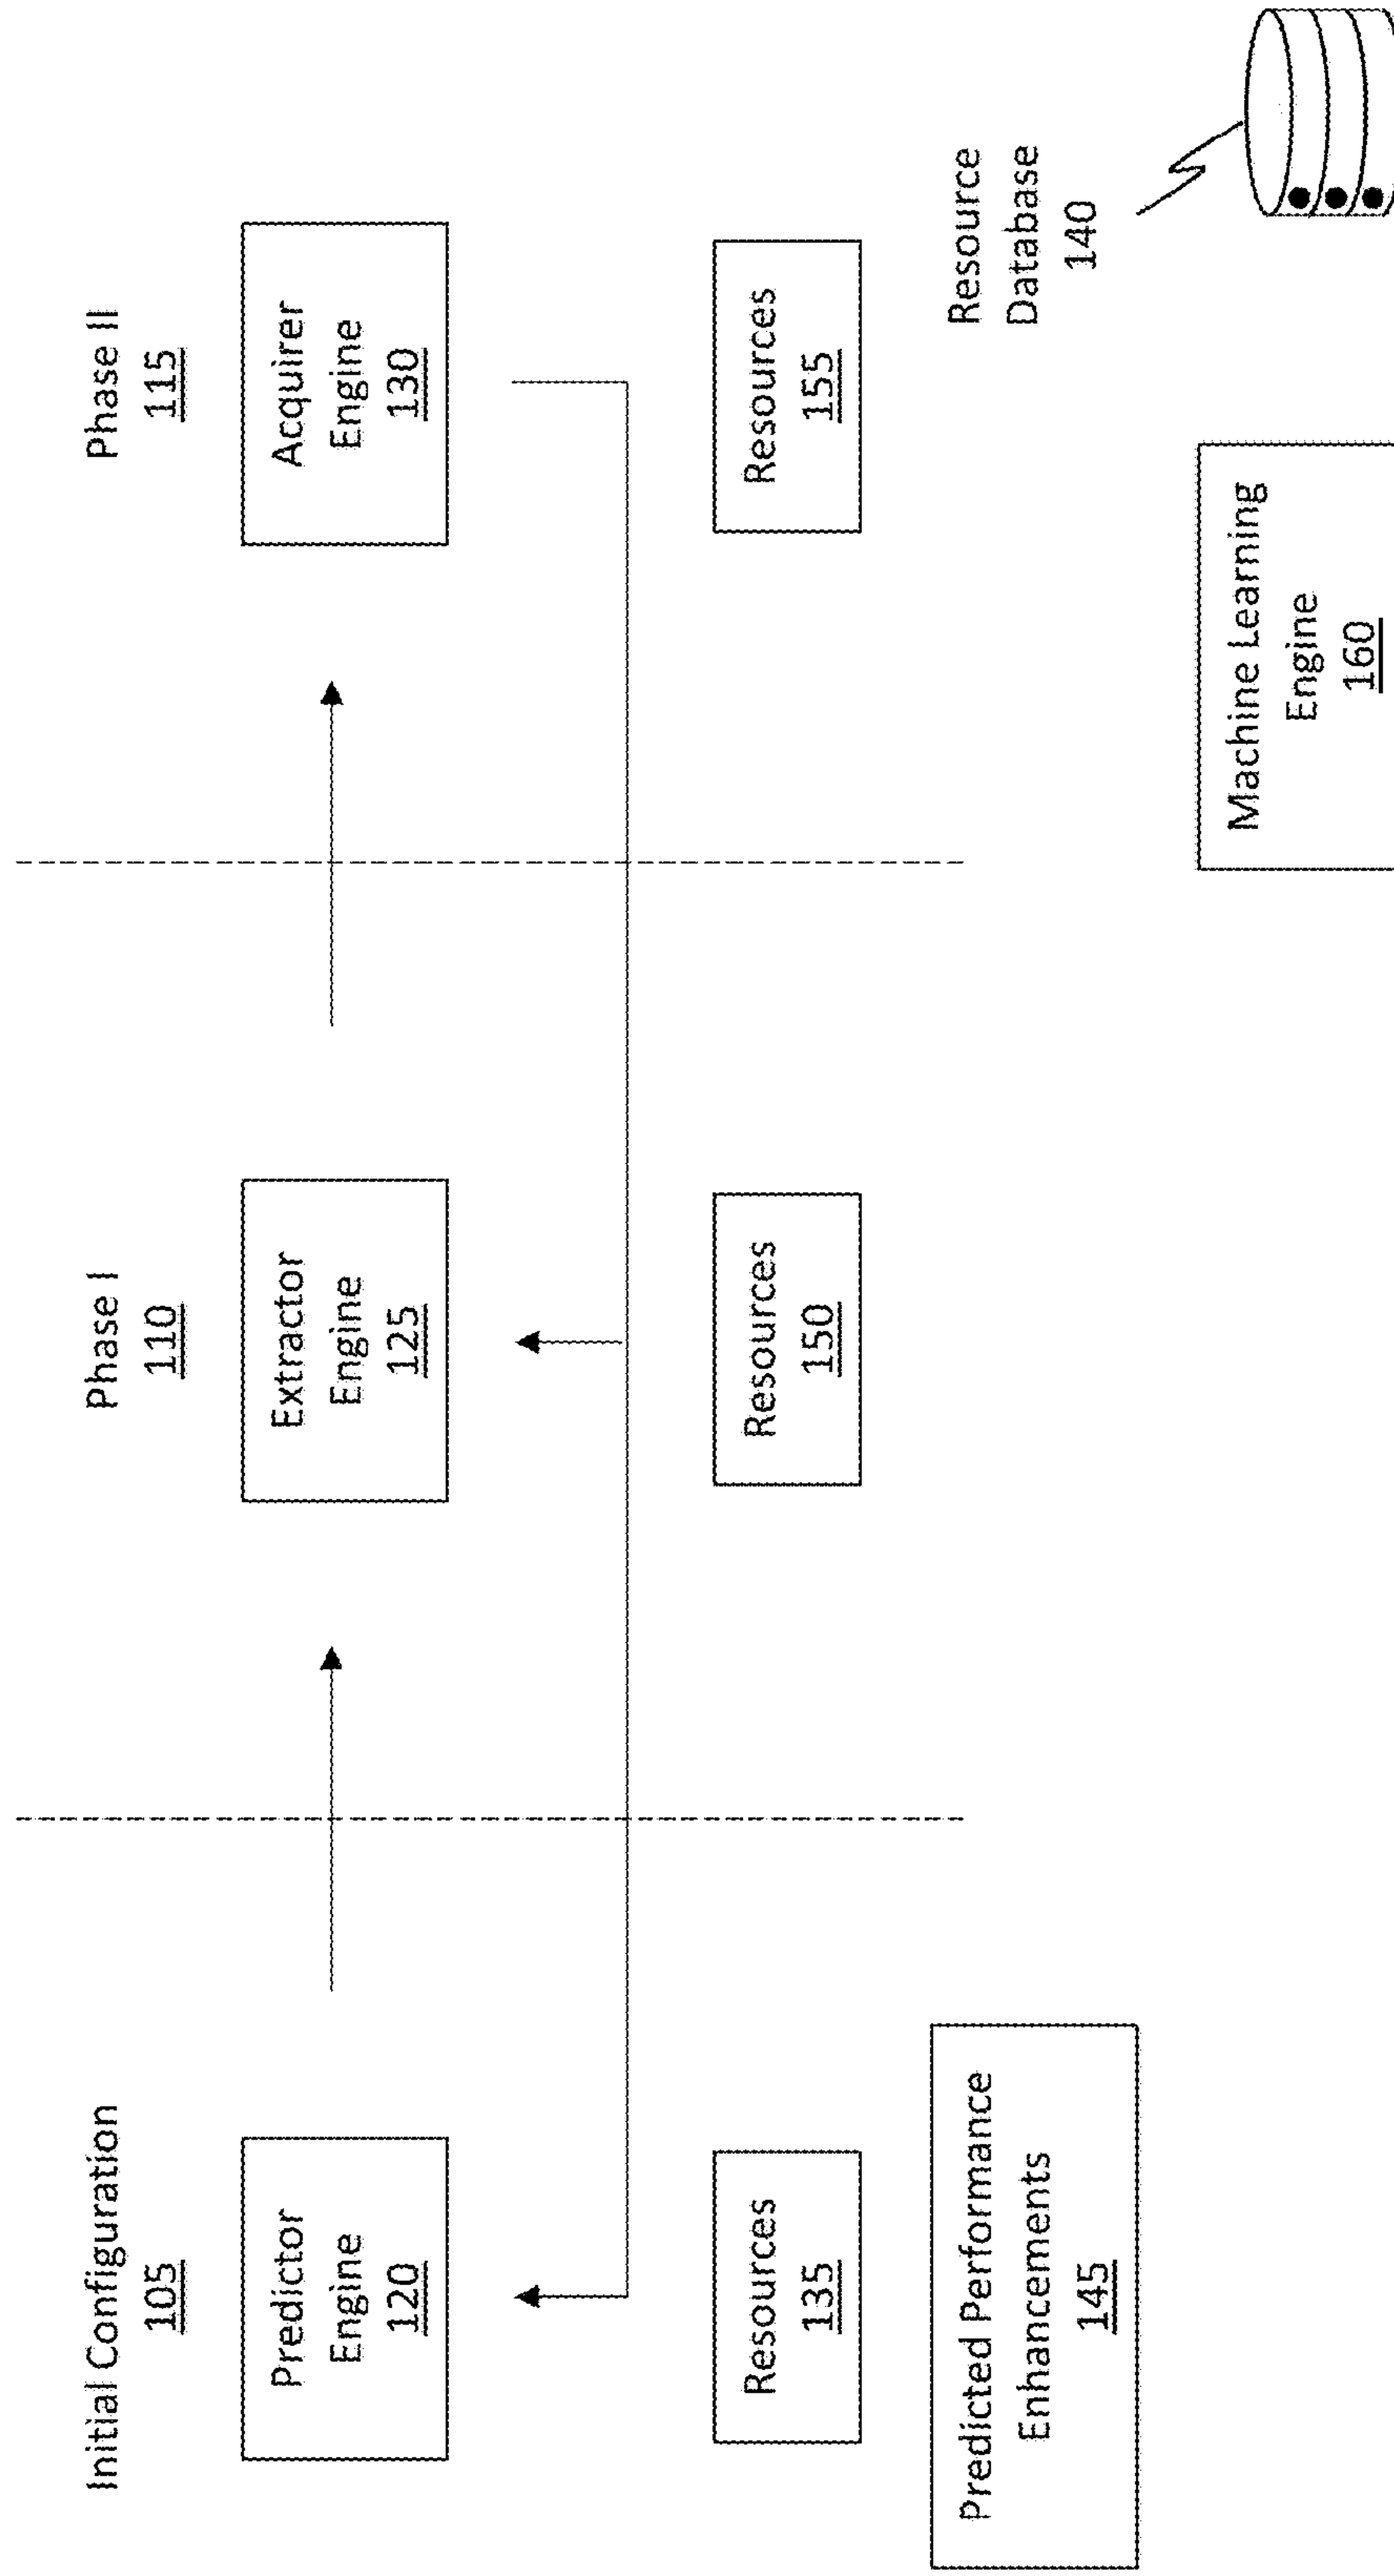 Initial Configuration
105
Phase I
110
Phase II
115
Predictor
Engine
120
Extractor
Engine
125
Acquirer
Engine
130
Resources
135
Resources
150
Resources
155
Predicted Performance
Enhancements
145
Resource
Database
140
Machine Learning
Engine
160